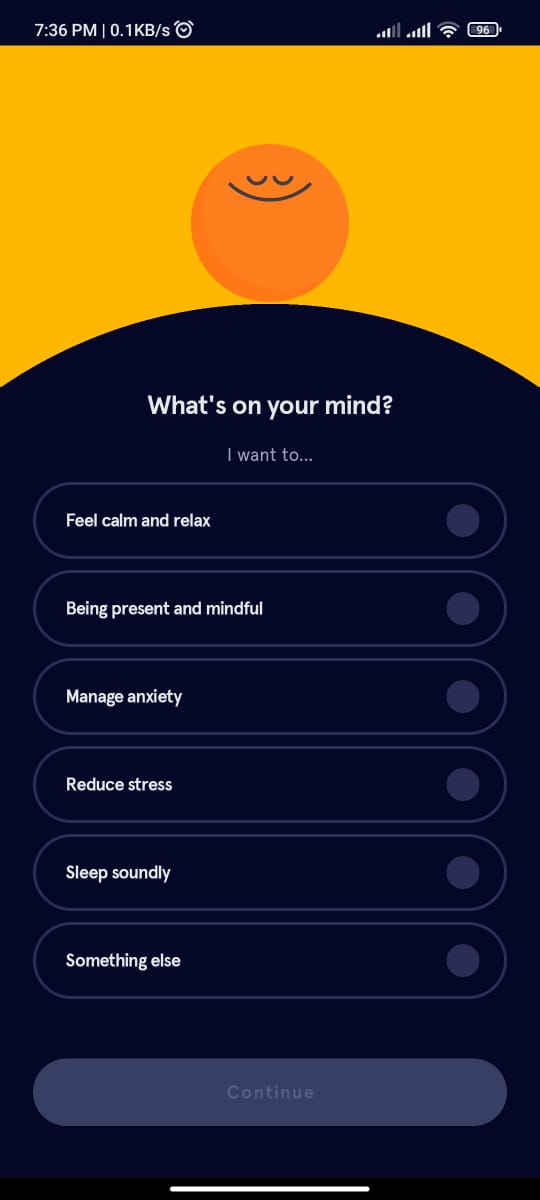 7:36 PM | 0.1KB/s
96
What's on your mind?
I want to...
Feel calm and relax
Being present and mindful
Manage anxiety
Reduce stress
Sleep soundly
Something else
Continue